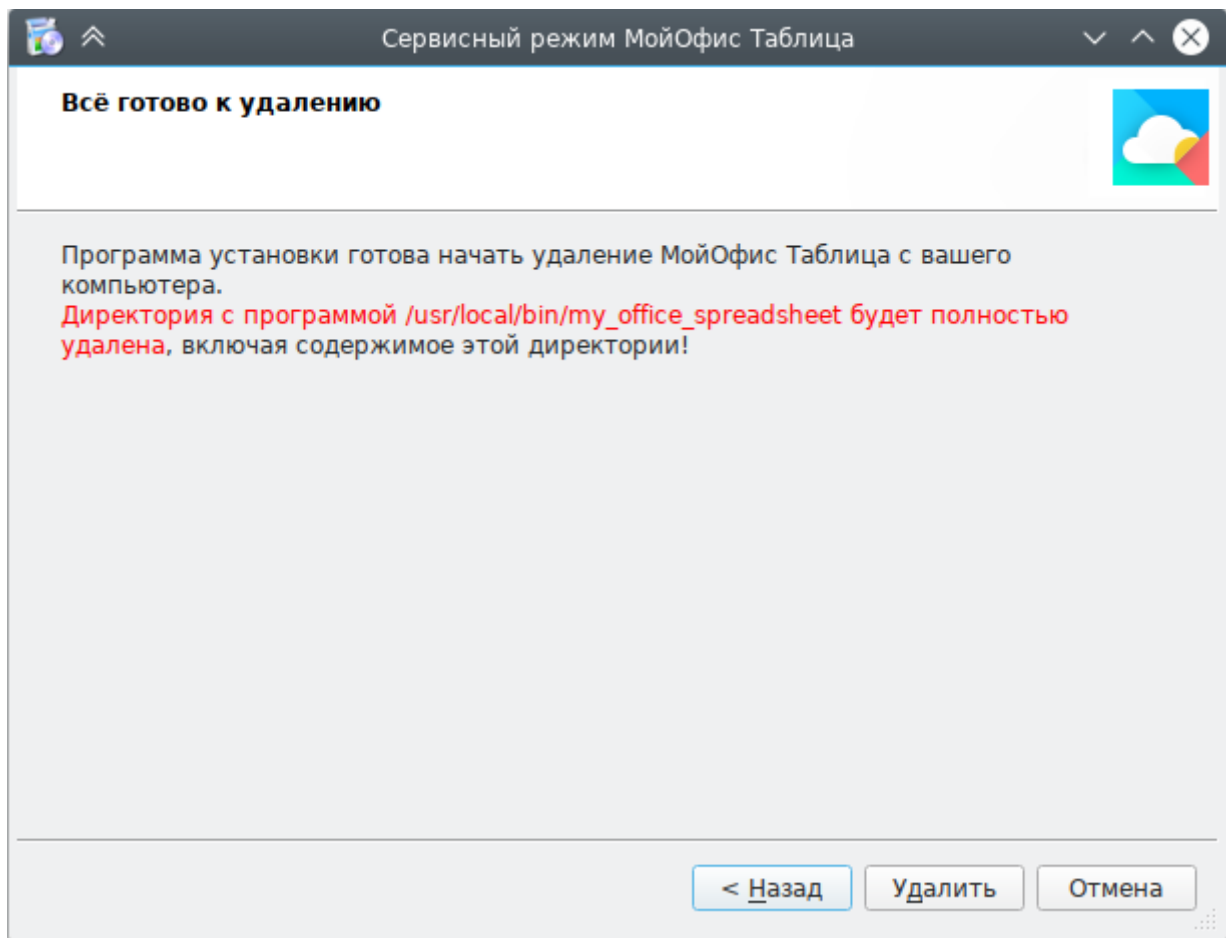 Сервисный режим МойОфис Таблица
Всё готово к удалению
Программа установки готова начать удаление МойОфис Таблица с вашего
компьютера.
Директория с программой /usr/local/bin/my_office_spreadsheet будет полностью
удалена, включая содержимое этой директории!
< Назад
Удалить
Отмена